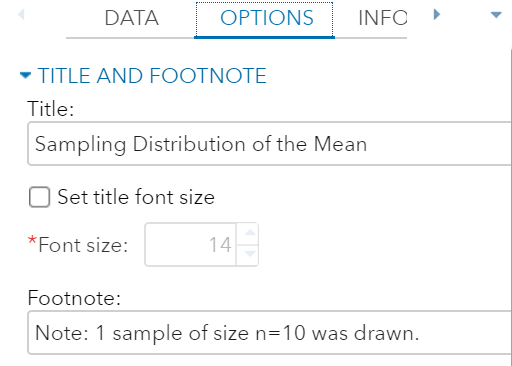 DATA OPTIONS INFO
TITLE AND FOOTNOTE
Title:
Sampling Distribution of the Mean
Set title font size
*Font size: 14
Footnote:
Note: 1 sample of size n=10 was drawn.